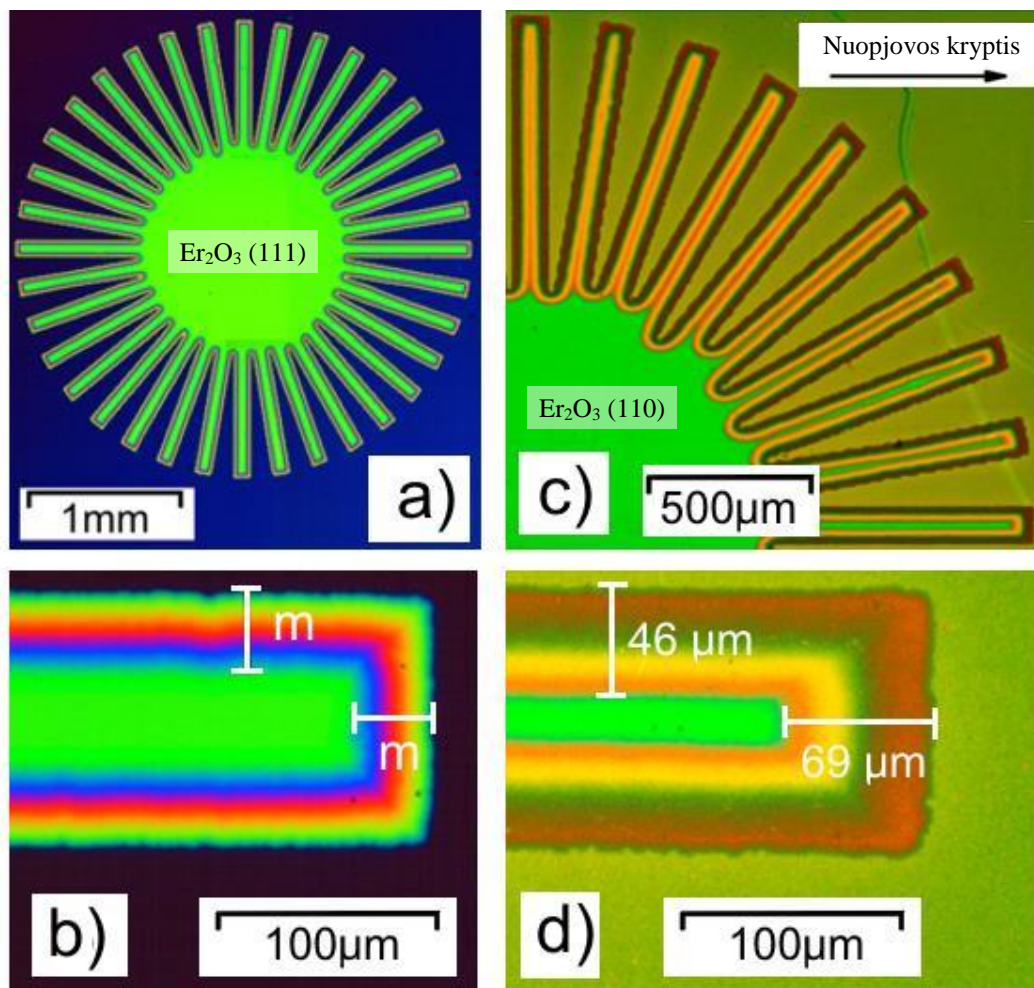 Er₂O₃ (111)
1mm
a)
Nuopjovos kryptis
Er₂O₃ (110)
500µm
c)
m
m
100µm
b)
46 µm
69 µm
100µm
d)